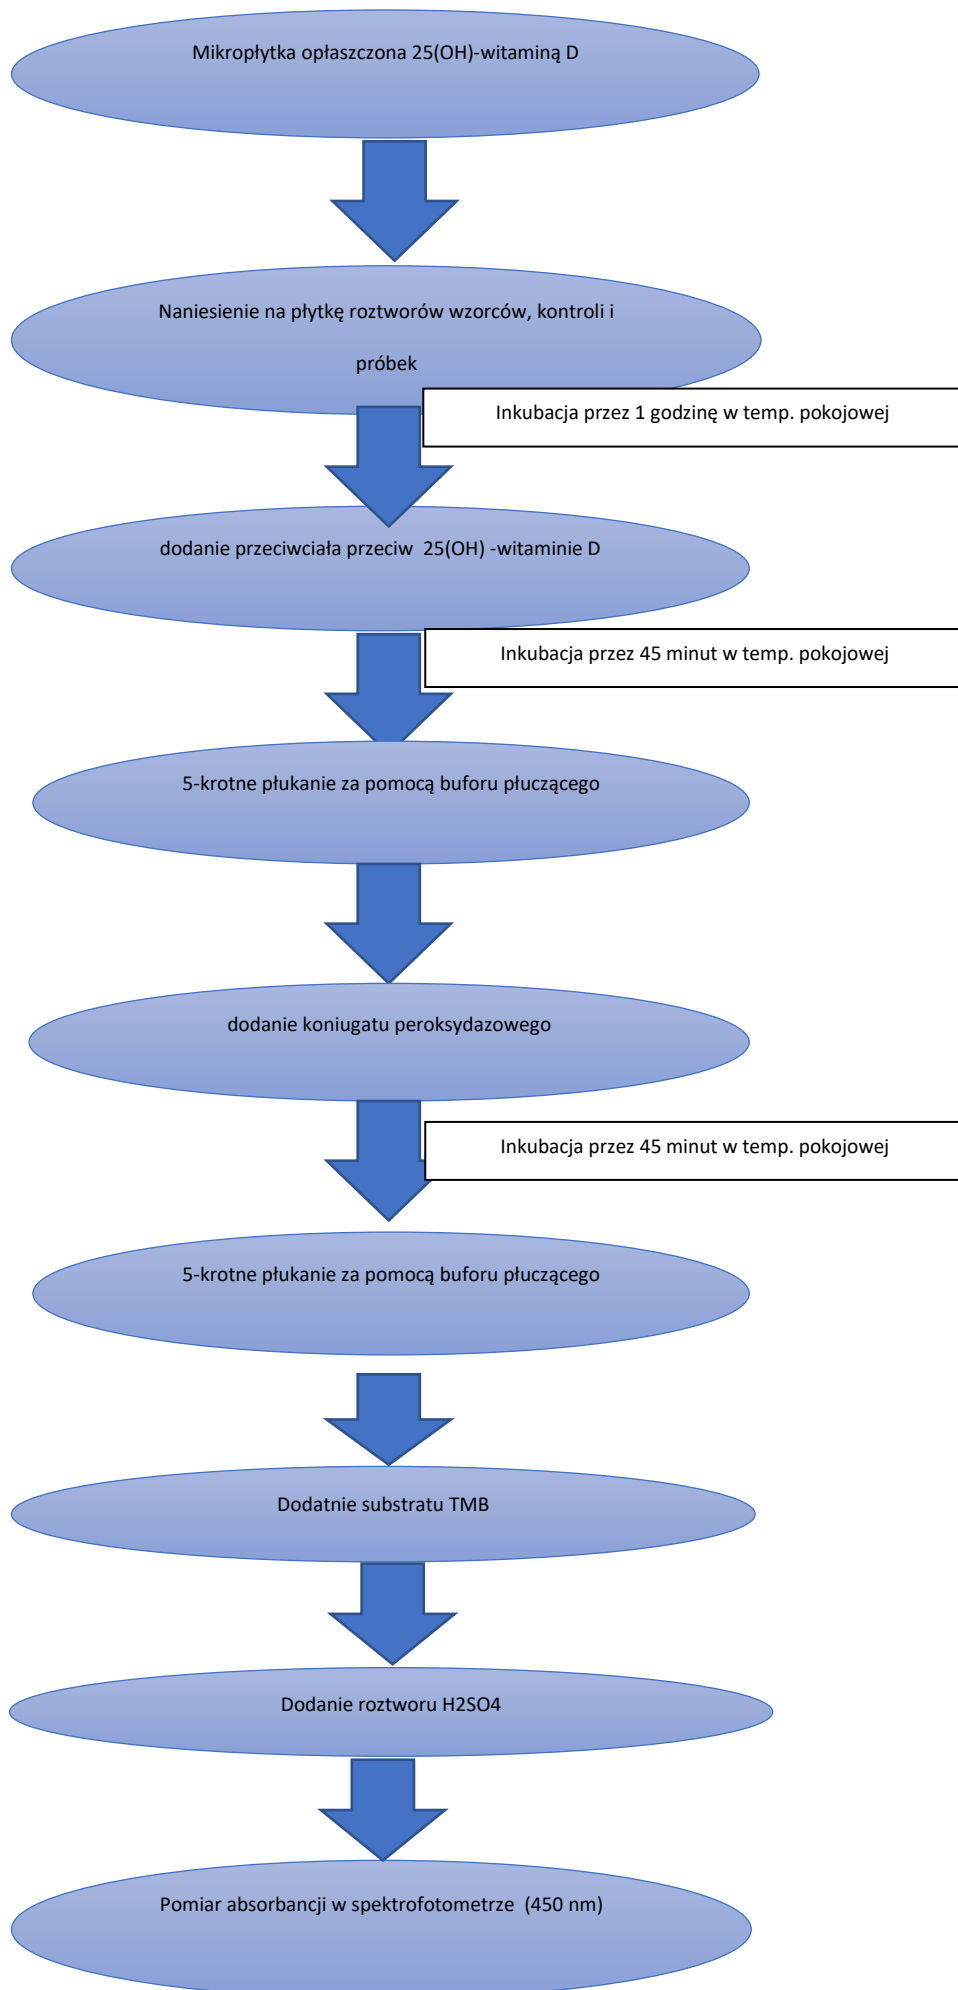 Mikropłytka opłaszczona 25(OH)-witaminą D
Naniesienie na płytkę roztworów wzorców, kontroli i
próbek
Inkubacja przez 1 godzinę w temp. pokojowej
dodanie przeciwciała przeciw 25(OH) -witaminie D
Inkubacja przez 45 minut w temp. pokojowej
5-krotne płukanie za pomocą buforu płuczącego
dodanie koniugatu peroksydazowego
Inkubacja przez 45 minut w temp. pokojowej
5-krotne płukanie za pomocą buforu płuczącego
Dodatnie substratu TMB
Dodanie roztworu H2SO4
Pomiar absorbancji w spektrofotometrze (450 nm)